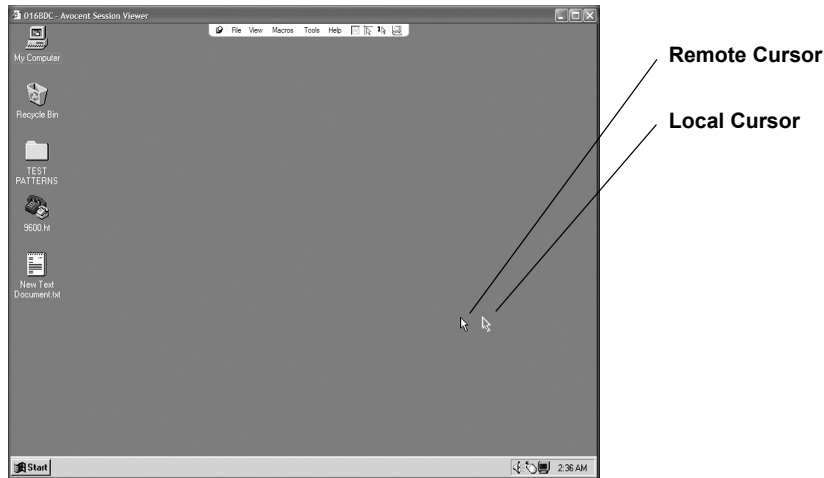 016BDC - Avocent Session Viewer
File View Macros Tools Help
My Computer
Recycle Bin
TEST
PATTERNS
9600.ht
New Text
Document.txt
Remote Cursor
Local Cursor
Start
2:36 AM